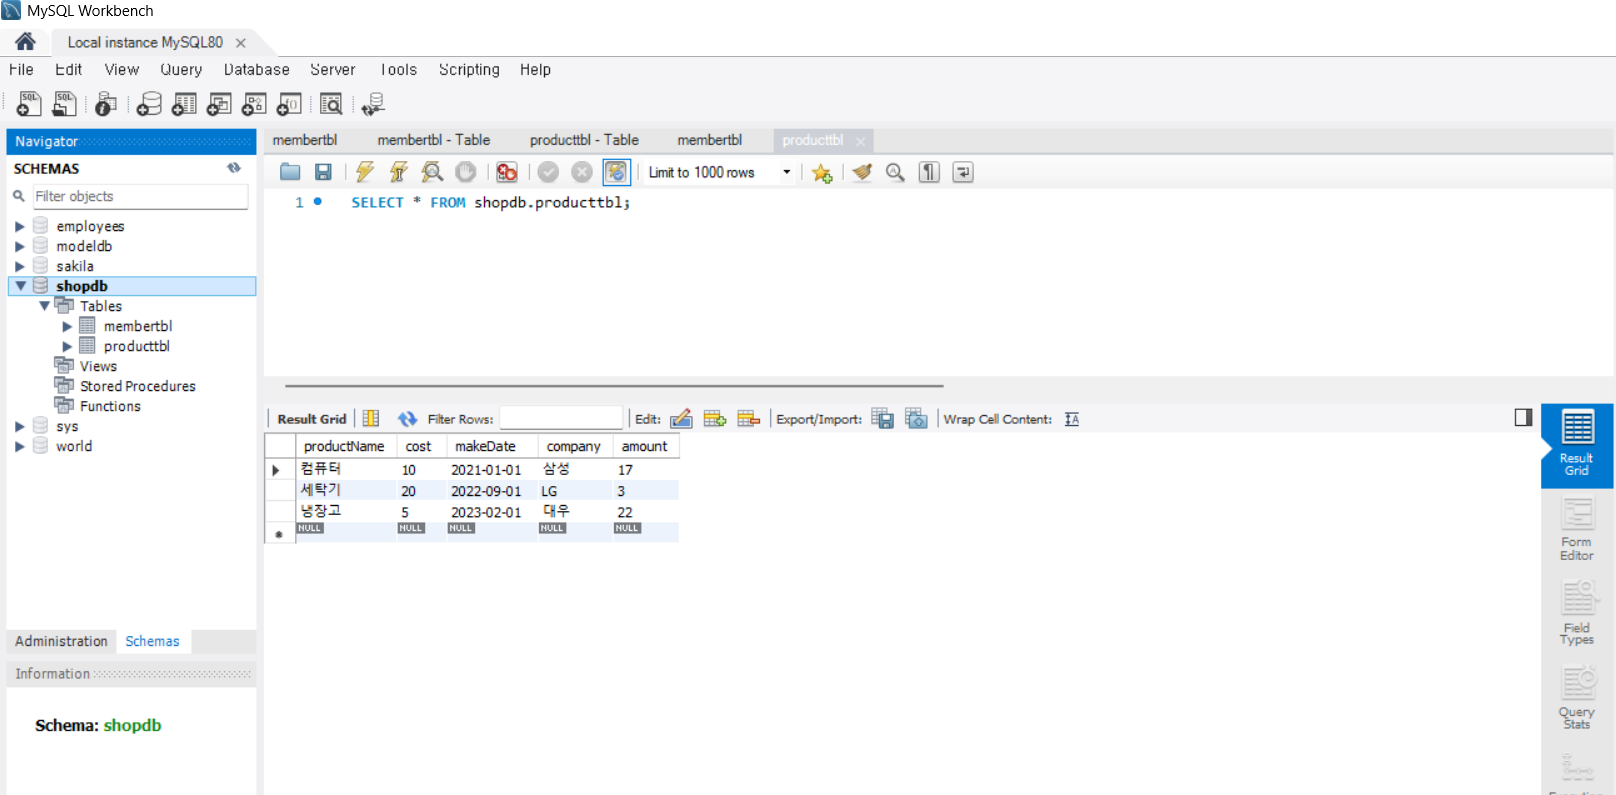 MySQL Workbench
Local instance MySQL80
File Edit View Query Database Server Tools Scripting Help
Navigator
SCHEMAS
Filter objects
employees
modeldb
sakila
shopdb
Tables
membertbl
producttbl
Views
Stored Procedures
Functions
sys
world
Administration Schemas
Information
Schema: shopdb
membertbl membertbl - Table producttbl - Table membertbl producttbl
Limit to 1000 rows
1 SELECT * FROM shopdb.producttbl;
Result Grid Filter Rows: Edit: Export/Import: Wrap Cell Content:
productName cost makeDate company amount
컴퓨터 10 2021-01-01 삼성 17
세탁기 20 2022-09-01 LG 3
냉장고 5 2023-02-01 대우 22
NULL NULL NULL NULL NULL
Result
Grid
Form
Editor
Field
Types
Query
Stats